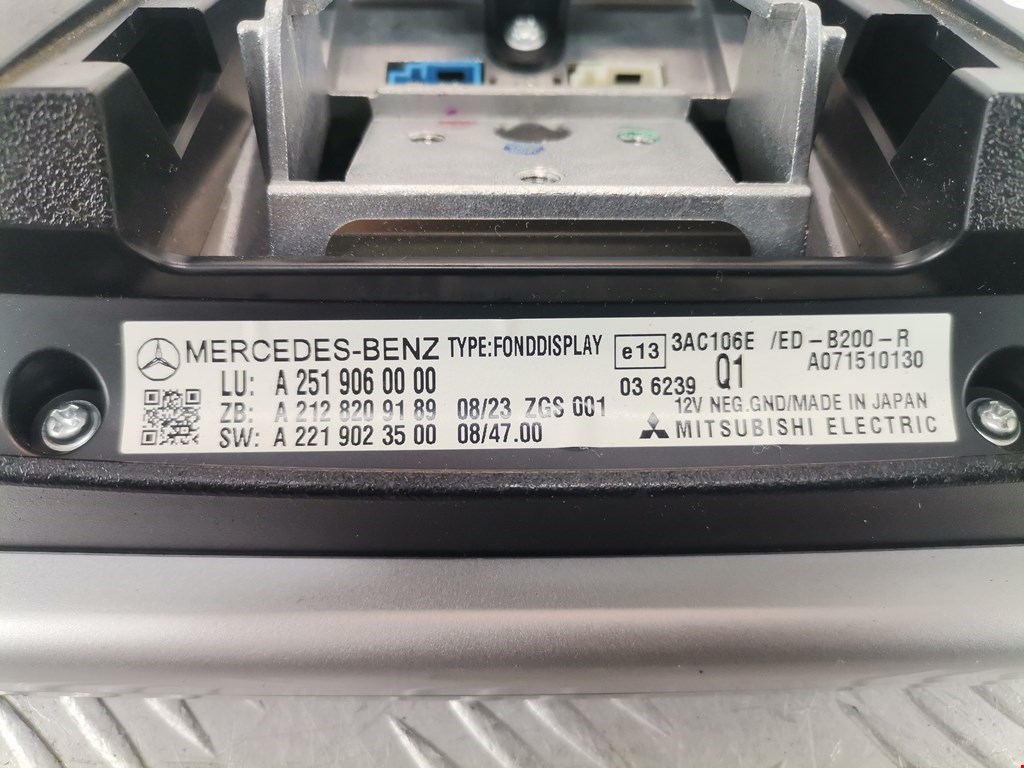 MERCEDES-BENZ TYPE:FONDDISPLAY
LU: A 251 906 00 00
ZB: A 212 820 91 89 08/23 ZGS 001
SW: A 221 902 35 00 08/47.00
e13 3AC106E /ED-B200-R
03 6239 Q1 A071510130
12V NEG.GND/MADE IN JAPAN
MITSUBISHI ELECTRIC